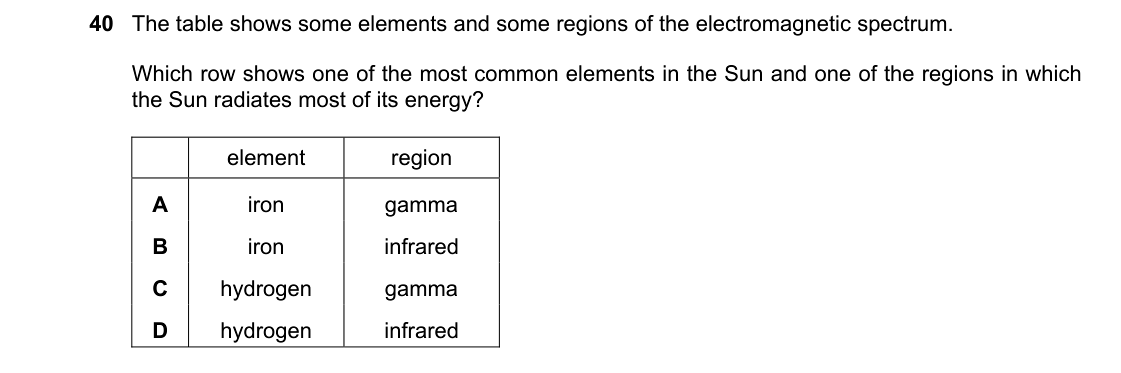 40 The table shows some elements and some regions of the electromagnetic spectrum.
Which row shows one of the most common elements in the Sun and one of the regions in which
the Sun radiates most of its energy?
element region
A iron gamma
B iron infrared
C hydrogen gamma
D hydrogen infrared